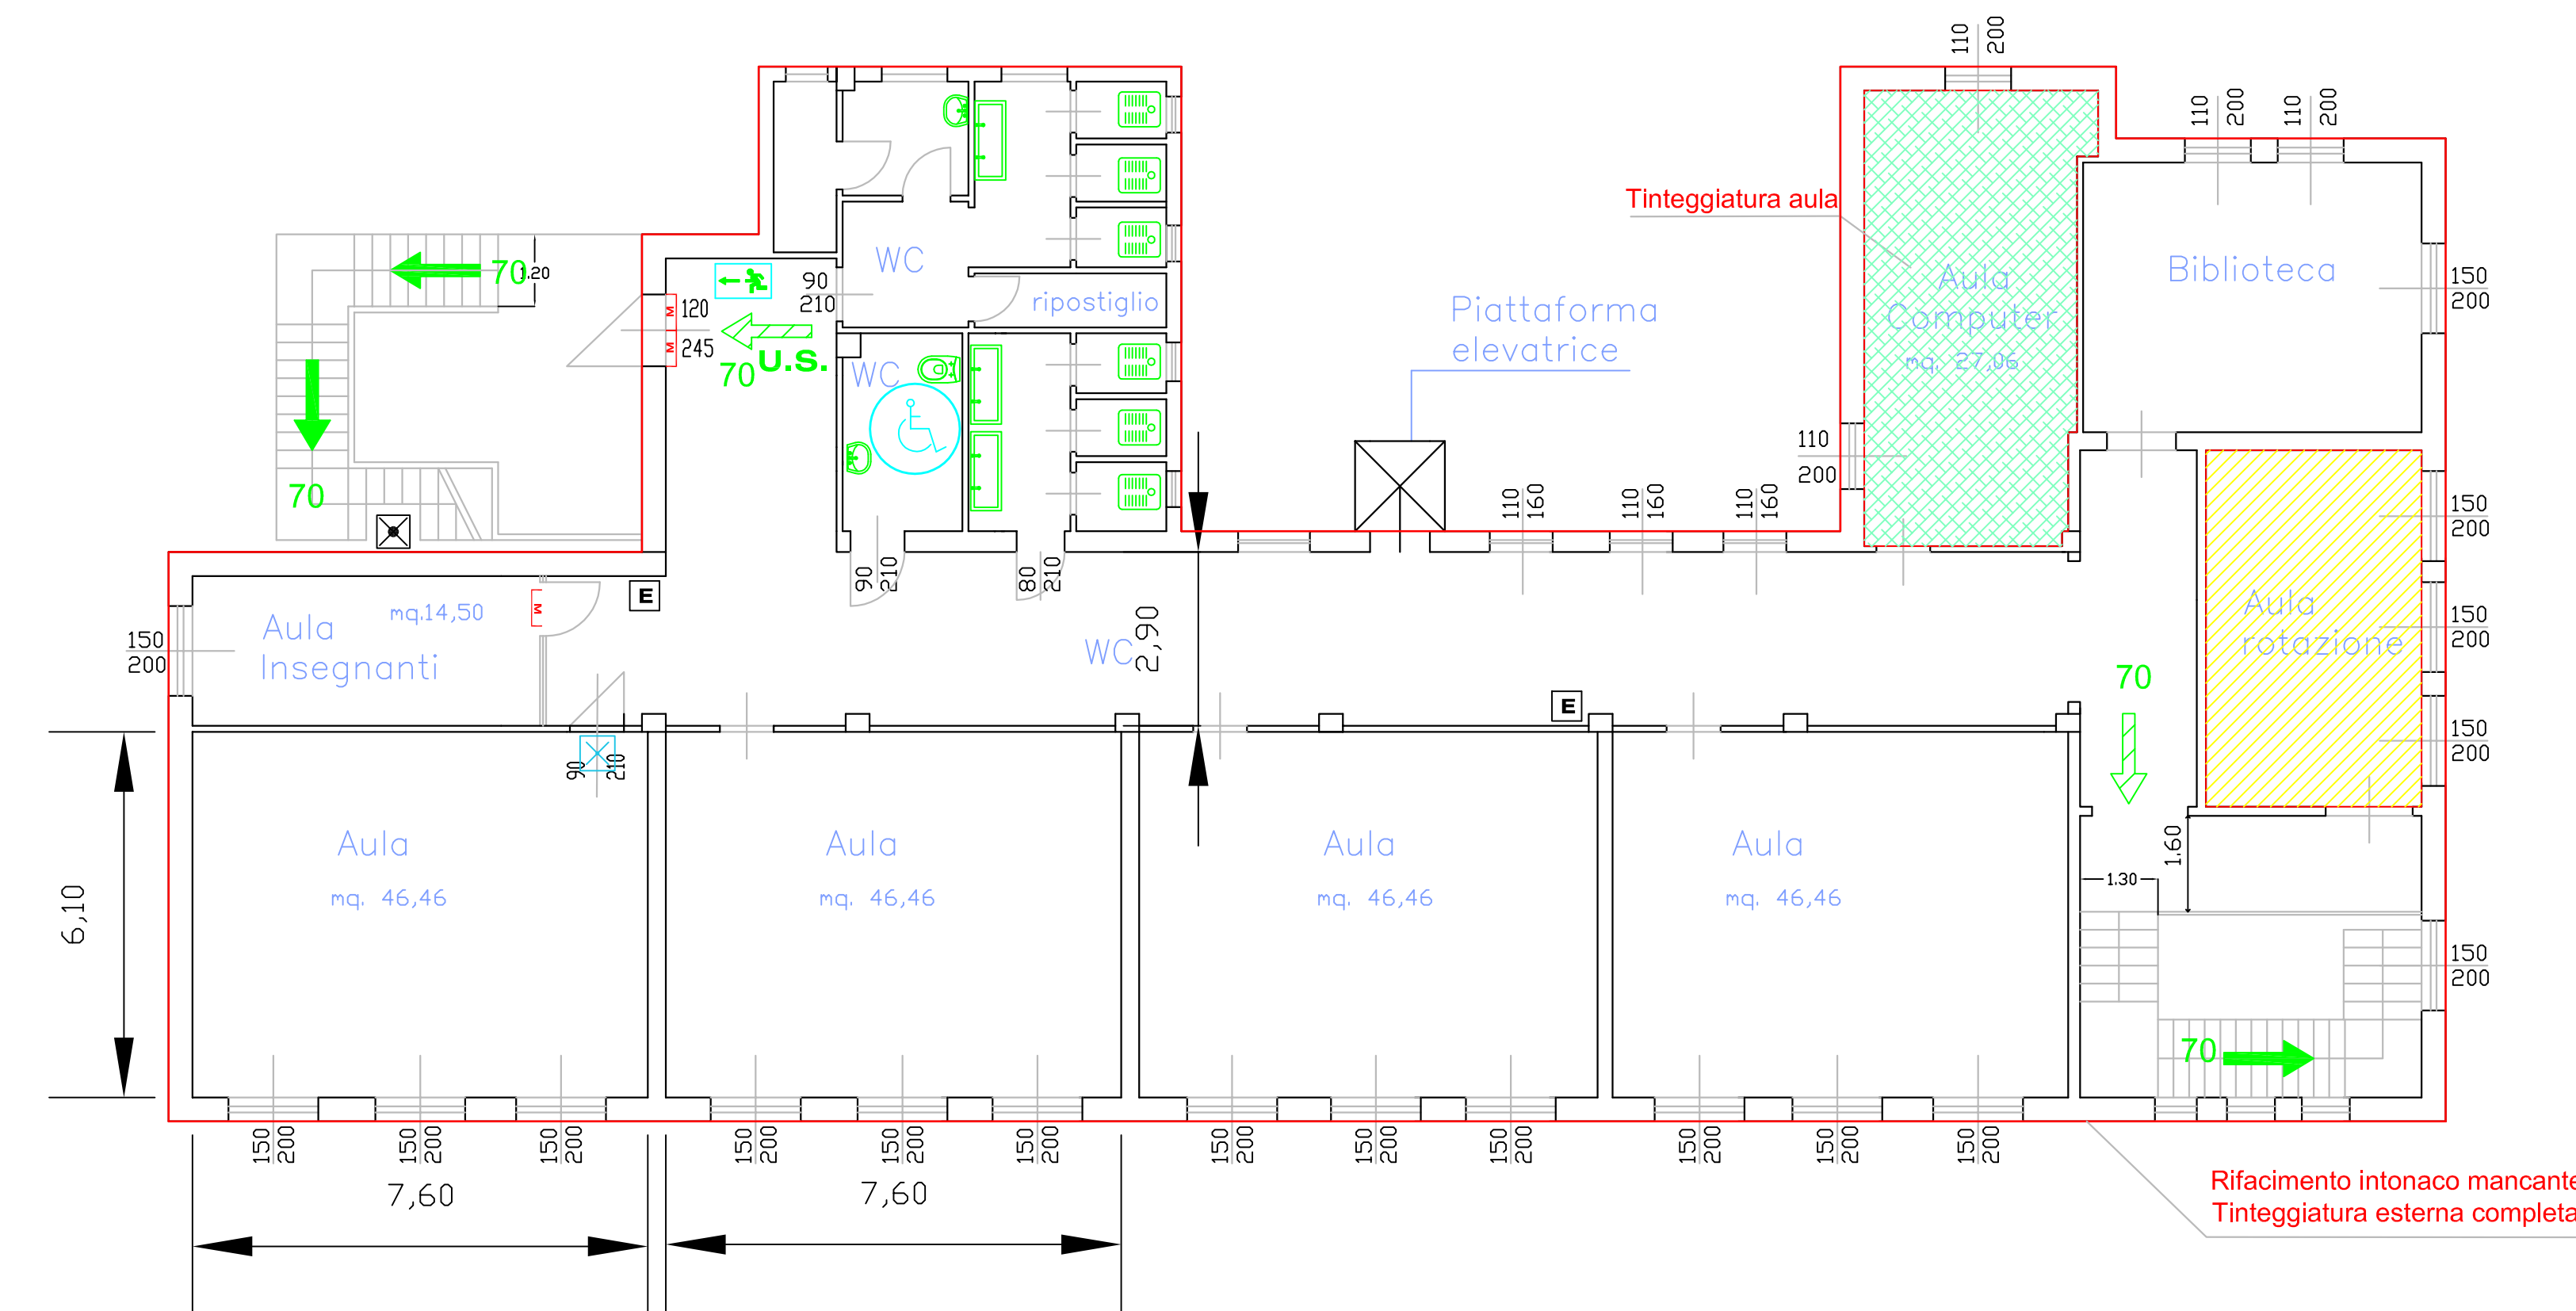 110
200
110
200
110
200
Tinteggiatura aula
WC
70
1.20
90
210
ripostiglio
120
245
M
M
70
U.S.
WC
Piattaforma
elevatrice
Aula
Computer
mq. 27,06
Biblioteca
150
200
110
200
70
110
160
110
160
110
160
150
200
90
210
80
210
E
M
Aula
Insegnanti
mq.14,50
150
200
WC
2,90
Aula
rotazione
150
200
70
E
150
200
90
210
6,10
Aula
mq. 46,46
Aula
mq. 46,46
Aula
mq. 46,46
Aula
mq. 46,46
1.60
1.30
150
200
70
150
200
150
200
150
200
150
200
150
200
150
200
150
200
150
200
150
200
150
200
150
200
150
200
7,60
7,60
Rifacimento intonaco mancante
Tinteggiatura esterna completa